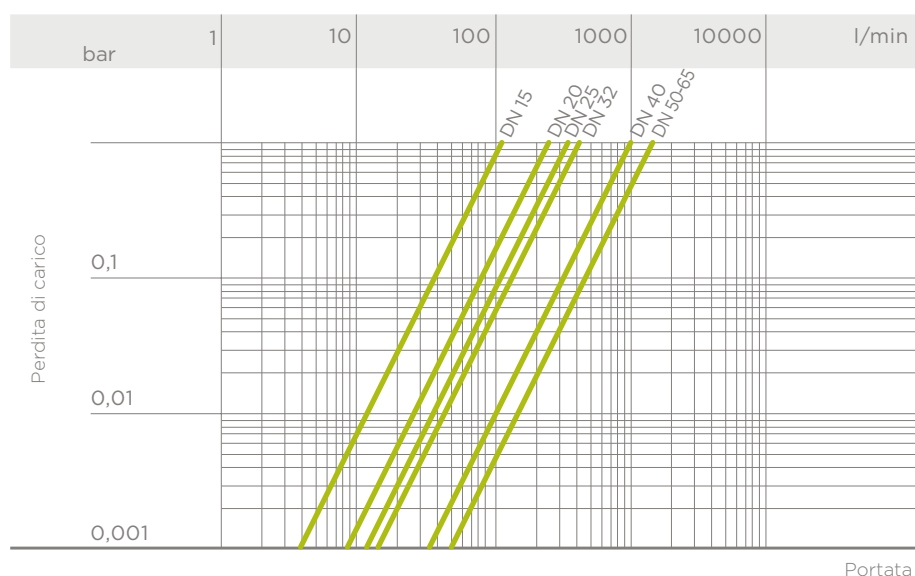 1 10 100 1000 10000 l/min
bar
DN 15
DN 20
DN 25
DN 32
DN 40
DN 50-65
0,1
0,01
0,001
Perdita di carico
Portata